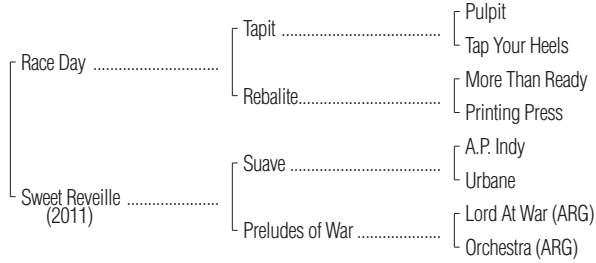 Pulpit
Tapit ..........................................
Tap Your Heels
Race Day .................................
More Than Ready
Rebalite.....................................
Printing Press
A.P. Indy
Suave ........................................
Urbane
Sweet Reveille ........................
(2011)
Lord At War (ARG)
Preludes of War ......................
Orchestra (ARG)